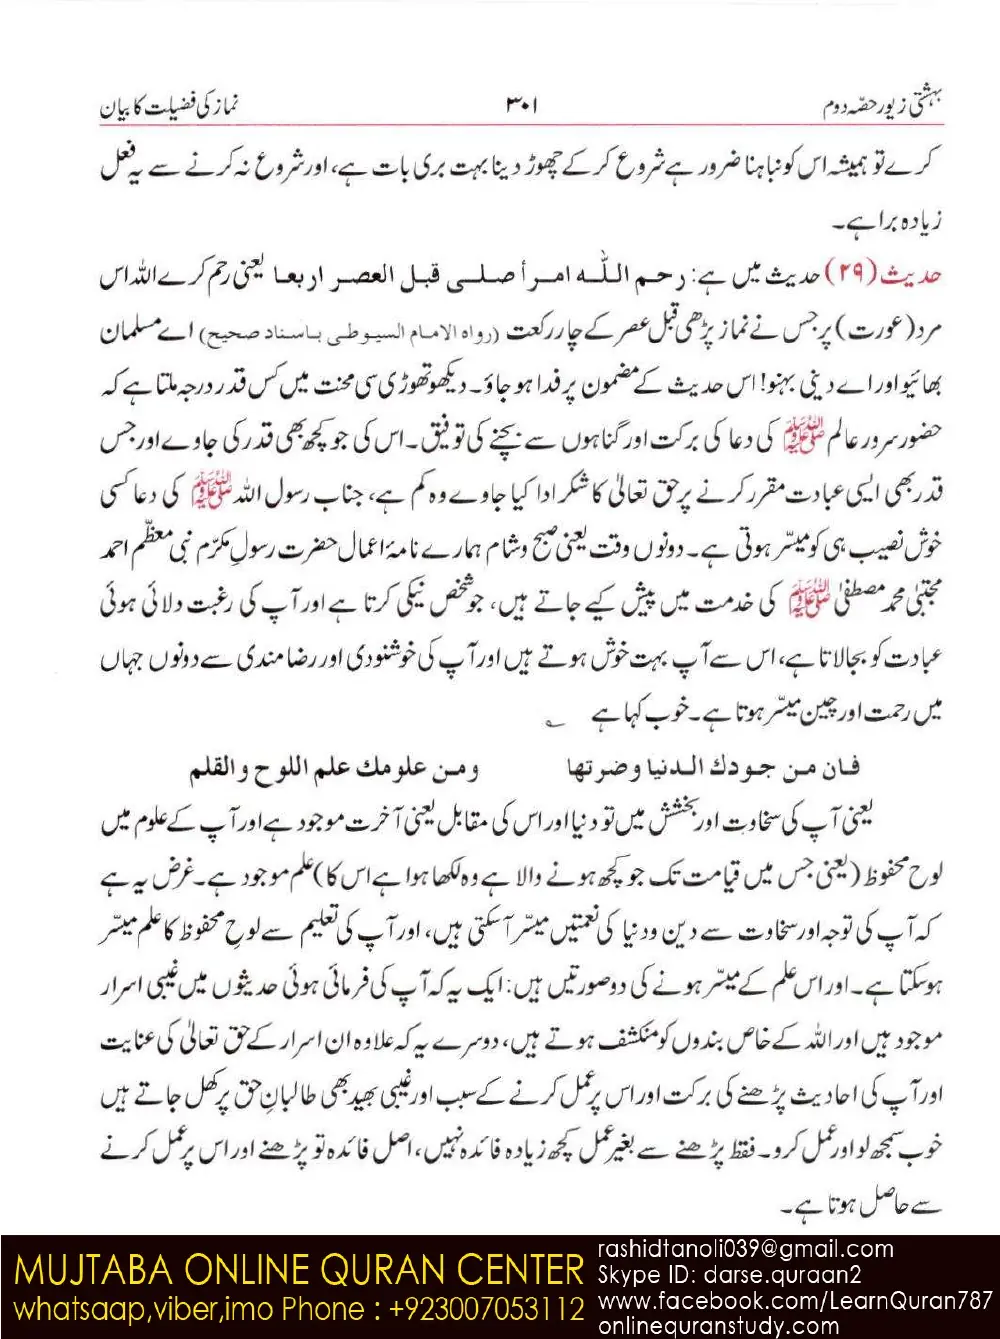 بہشتی زیور حصّہ دوم ۳۰۱ نماز کی فضیلت کا بیان
کرے تو ہمیشہ اس کو نباہنا ضرور ہے شروع کر کے چھوڑ دینا بہت بری بات ہے، اور شروع نہ کرنے سے یہ فعل
زیادہ برا ہے۔
حدیث (۲۹) حدیث میں ہے: رحم اللّٰہ امرأ صلی قبل العصر اربعا یعنی رحم کرے اللہ اس
مرد (عورت) پر جس نے نماز پڑھی قبل عصر کے چار رکعت (رواہ الامام السیوطی باسناد صحیح) اے مسلمان
بھائیو اور اے دینی بہنو! اس حدیث کے مضمون پر فدا ہو جاؤ۔ دیکھو تھوڑی سی محنت میں کس قدر درجہ ملتا ہے کہ
حضور سرور عالم ﷺ کی دعا کی برکت اور گناہوں سے بچنے کی توفیق۔ اس کی جو کچھ بھی قدر کی جاوے اور جس
قدر بھی ایسی عبادت مقرر کرنے پر حق تعالیٰ کا شکر ادا کیا جاوے وہ کم ہے، جناب رسول اللہ ﷺ کی دعا کسی
خوش نصیب ہی کو میسّر ہوتی ہے۔ دونوں وقت یعنی صبح وشام ہمارے نامۂ اعمال حضرت رسولِ مکرّم نبی معظّم احمد
مجتبیٰ محمد مصطفیٰ ﷺ کی خدمت میں پیش کیے جاتے ہیں، جو شخص نیکی کرتا ہے اور آپ کی رغبت دلائی ہوئی
عبادت کو بجالاتا ہے، اس سے آپ بہت خوش ہوتے ہیں اور آپ کی خوشنودی اور رضا مندی سے دونوں جہاں
میں رحمت اور چین میسّر ہوتا ہے۔ خوب کہا ہے ؎
فان من جودك الدنیا وضرتها ومن علومك علم اللوح والقلم
یعنی آپ کی سخاوت اور بخشش میں تو دنیا اور اس کی مقابل یعنی آخرت موجود ہے اور آپ کے علوم میں
لوح محفوظ (یعنی جس میں قیامت تک جو کچھ ہونے والا ہے وہ لکھا ہوا ہے اس کا) علم موجود ہے۔ غرض یہ ہے
کہ آپ کی توجہ اور سخاوت سے دین ودنیا کی نعمتیں میسّر آسکتی ہیں، اور آپ کی تعلیم سے لوحِ محفوظ کا علم میسّر
ہوسکتا ہے۔ اور اس علم کے میسّر ہونے کی دو صورتیں ہیں: ایک یہ کہ آپ کی فرمائی ہوئی حدیثوں میں غیبی اسرار
موجود ہیں اور اللہ کے خاص بندوں کو منکشف ہوتے ہیں، دوسرے یہ کہ علاوہ ان اسرار کے حق تعالیٰ کی عنایت
اور آپ کی احادیث پڑھنے کی برکت اور اس پر عمل کرنے کے سبب اور غیبی بھید بھی طالبانِ حق پر کھل جاتے ہیں
خوب سمجھ لو اور عمل کرو۔ فقط پڑھنے سے بغیر عمل کچھ زیادہ فائدہ نہیں، اصل فائدہ تو پڑھنے اور اس پر عمل کرنے
سے حاصل ہوتا ہے۔
MUJTABA ONLINE QURAN CENTER
whatsaap,viber,imo Phone : +923007053112
rashidtanoli039@gmail.com
Skype ID: darse.quraan2
www.facebook.com/LearnQuran787
onlinequranstudy.com